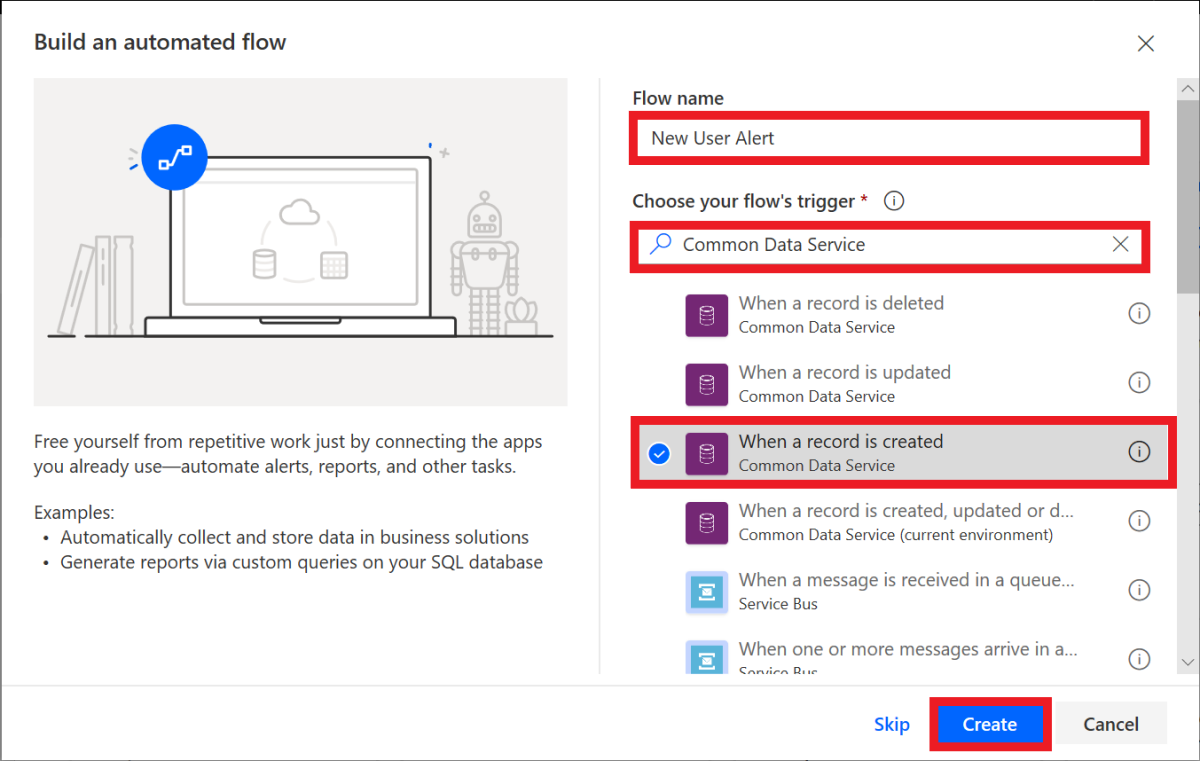 Build an automated flow
Free yourself from repetitive work just by connecting the apps
you already use—automate alerts, reports, and other tasks.
Examples:
• Automatically collect and store data in business solutions
• Generate reports via custom queries on your SQL database
Flow name
New User Alert
Choose your flow's trigger *
Common Data Service
When a record is deleted
Common Data Service
When a record is updated
Common Data Service
When a record is created
Common Data Service
When a record is created, updated or d...
Common Data Service (current environment)
When a message is received in a queue...
Service Bus
When one or more messages arrive in a...
Service Bus
Skip
Create
Cancel